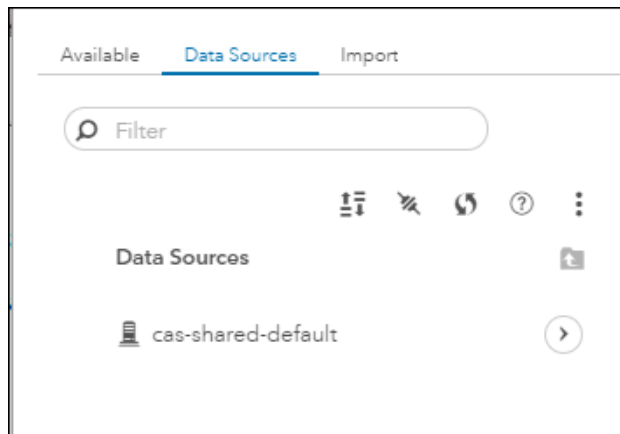 Available Data Sources Import
Filter
Data Sources
cas-shared-default